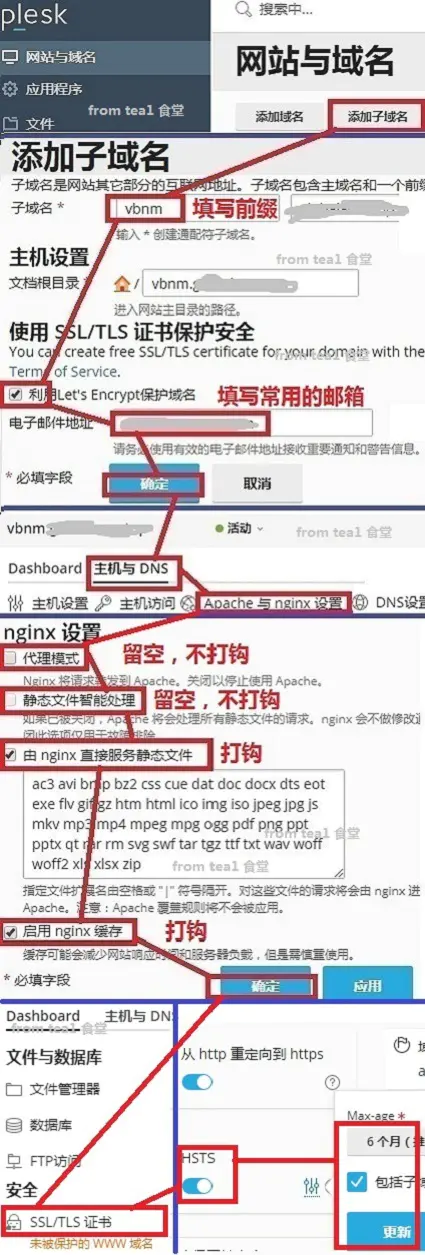 plesk
搜索中...
网站与域名
网站与域名
应用程序
from tea1 食堂
文件
添加域名
添加子域名
添加子域名
子域名是网站其它部分的互联网地址。子域名包含主域名和一个前缀
子域名 *
vbnm
填写前缀
输入 * 创建通配符子域名。
from tea1 食堂
主机设置
文档根目录 *
/
vbnm.
进入网站主目录的路径。
使用 SSL/TLS 证书保护安全
from tea1 食堂
You can create free SSL/TLS certificate for your domain with the
Terms of Service.
利用Let's Encrypt保护域名
填写常用的邮箱
电子邮件地址*
请务必使用有效的电子邮件地址接收重要通知和警告信息。
* 必填字段
确定
取消
vbnm.
活动
from tea1 食堂
Dashboard
主机与 DNS
主机设置
主机访问
Apache 与 nginx 设置
DNS设置
nginx 设置
代理模式
留空，不打钩
Nginx 将请求转发到 Apache。关闭以停止使用 Apache。
静态文件智能处理
留空，不打钩
如果已被关闭，Apache 将会处理所有静态文件的请求。nginx 会不做修改
闭此选项仅用于故障排除
由 nginx 直接服务静态文件
打钩
ac3 avi bmp bz2 css cue dat doc docx dts eot
exe flv gif gz htm html ico img iso jpeg jpg js
mkv mp3 mp4 mpeg mpg ogg pdf png ppt
from tea1 食堂
pptx qt rar rm svg swf tar tgz ttf txt wav woff
woff2 xls xlsx zip
from tea1 食堂
指定文件扩展名由空格或 "|" 符号隔开。对这些文件的请求将会由 nginx 进
Apache。注意：Apache 覆盖规则将不会被应用。
启用 nginx 缓存
打钩
缓存可能会减少网站响应时间和服务器负载，但是需慎重使用。
* 必填字段
确定
应用
Dashboard
主机与 DN
from tea1 食堂
文件与数据库
文件管理器
数据库
FTP访问
安全
SSL/TLS 证书
未被保护的 WWW 域名
从 http 重定向到 https
HSTS
Max-age *
6 个月
包括子
更新